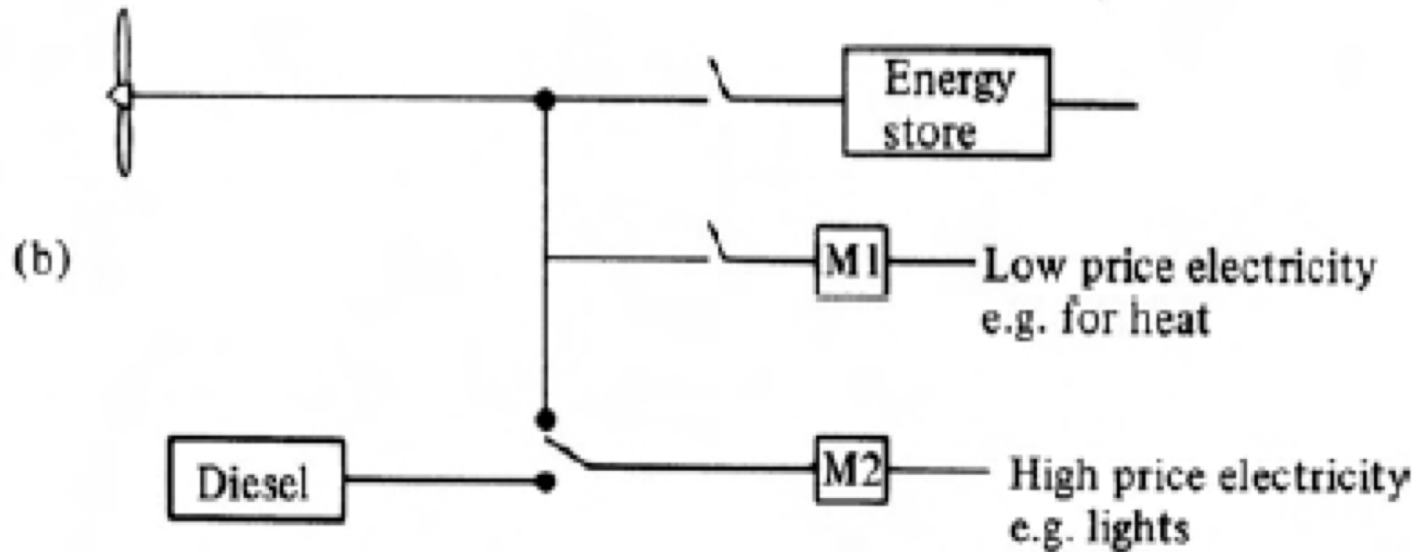 Energy
store
(b)
M1
Low price electricity
e.g. for heat
Diesel
M2
High price electricity
e.g. lights